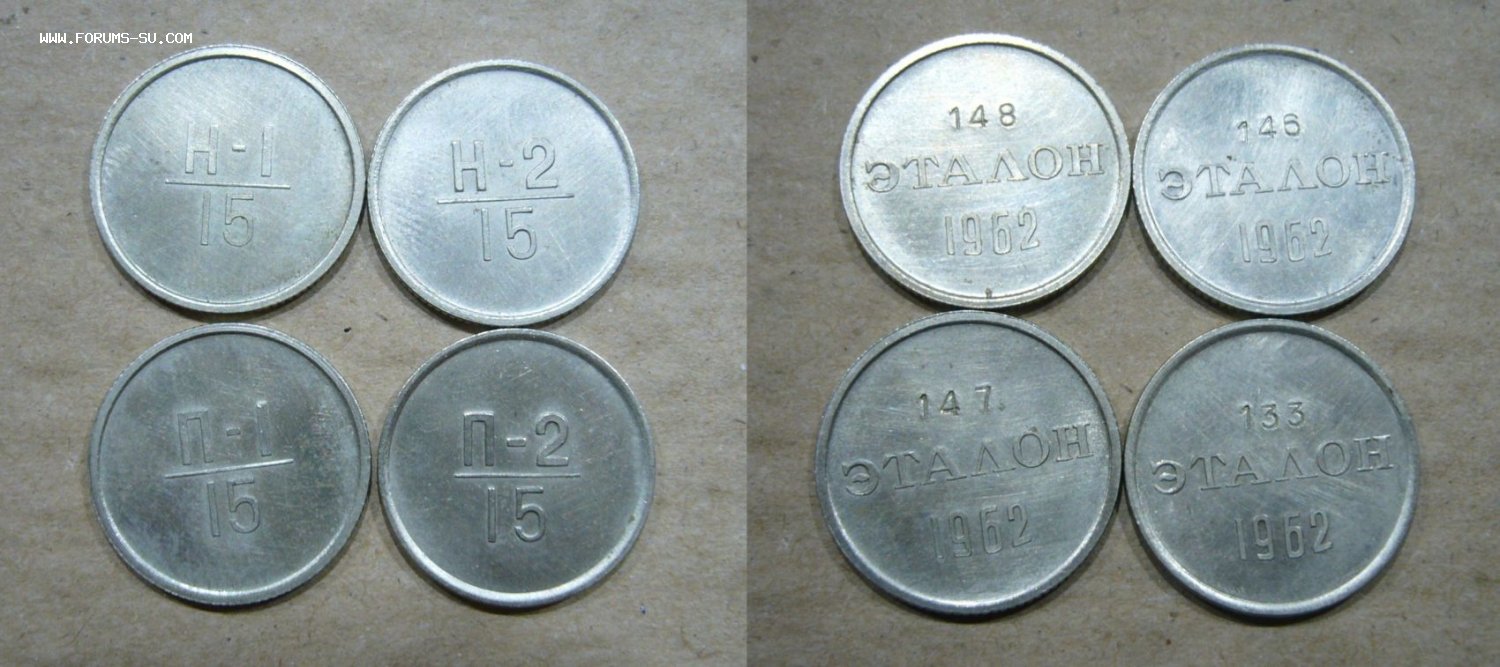 WWW.FORUMS-SU.COM
Н-1
15
Н-2
15
П-1
15
П-2
15
148
ЭТАЛОН
1962
146
ЭТАЛОН
1962
147
ЭТАЛОН
1962
133
ЭТАЛОН
1962